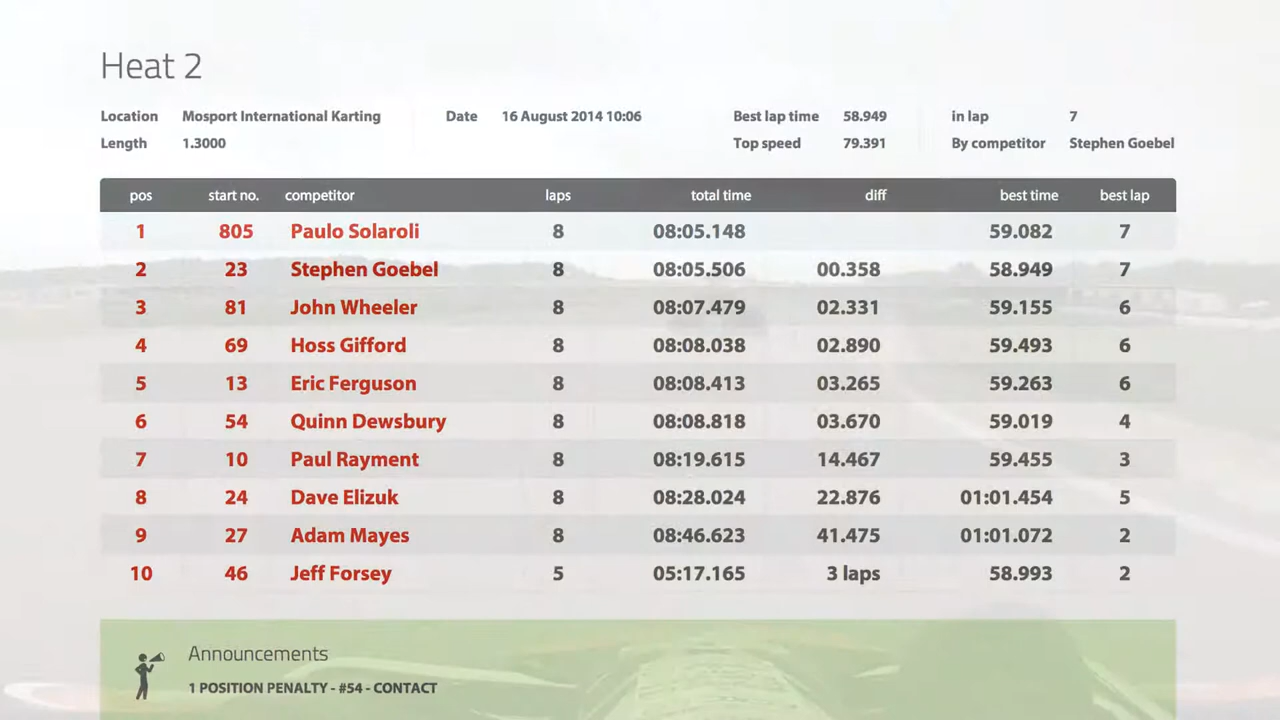 Heat 2
Location Mosport International Karting Date 16 August 2014 10:06 Best lap time 58.949 in lap 7
Length 1.3000 Top speed 79.391 By competitor Stephen Goebel
pos start no. competitor laps total time diff best time best lap
1 805 Paulo Solaroli 8 08:05.148 59.082 7
2 23 Stephen Goebel 8 08:05.506 00.358 58.949 7
3 81 John Wheeler 8 08:07.479 02.331 59.155 6
4 69 Hoss Gifford 8 08:08.038 02.890 59.493 6
5 13 Eric Ferguson 8 08:08.413 03.265 59.263 6
6 54 Quinn Dewsbury 8 08:08.818 03.670 59.019 4
7 10 Paul Rayment 8 08:19.615 14.467 59.455 3
8 24 Dave Elizuk 8 08:28.024 22.876 01:01.454 5
9 27 Adam Mayes 8 08:46.623 41.475 01:01.072 2
10 46 Jeff Forsey 5 05:17.165 3 laps 58.993 2
Announcements
1 POSITION PENALTY - #54 - CONTACT